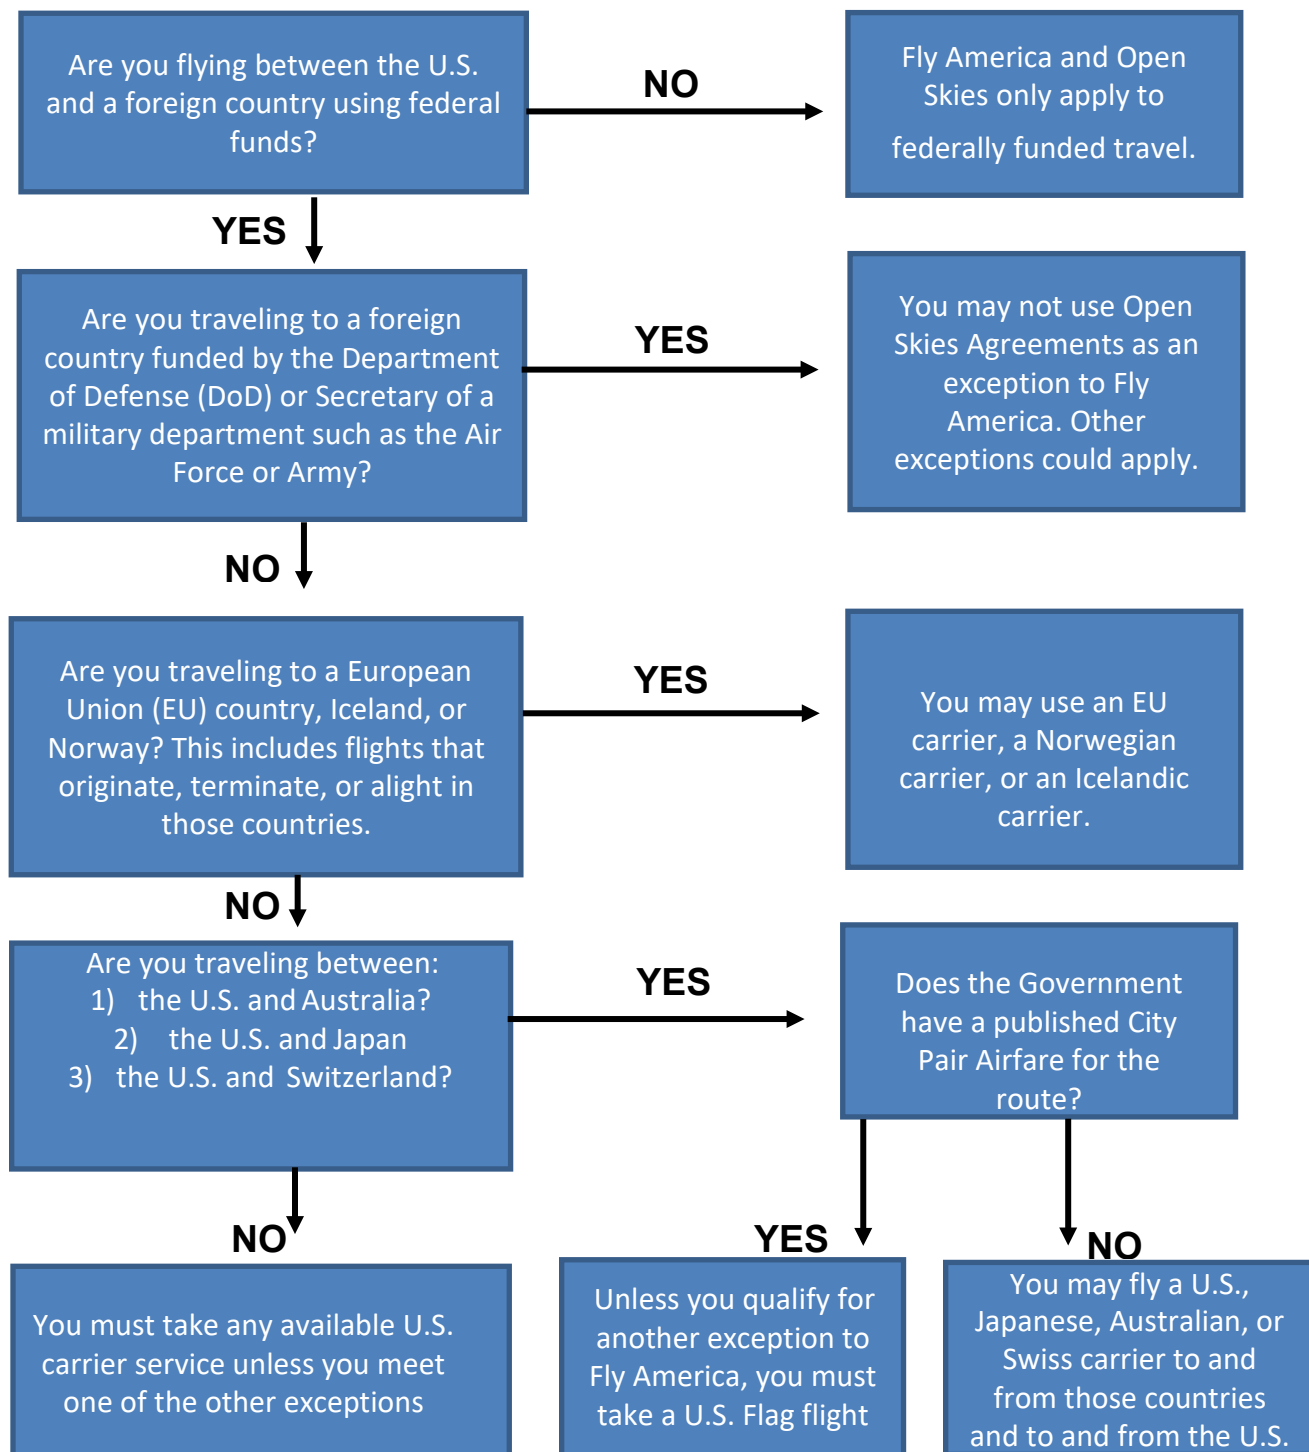 Are you flying between the U.S.
and a foreign country using federal
funds?
NO
Fly America and Open
Skies only apply to
federally funded travel.
YES
Are you traveling to a foreign
country funded by the Department
of Defense (DoD) or Secretary of a
military department such as the Air
Force or Army?
YES
You may not use Open
Skies Agreements as an
exception to Fly
America. Other
exceptions could apply.
NO
Are you traveling to a European
Union (EU) country, Iceland, or
Norway? This includes flights that
originate, terminate, or alight in
those countries.
YES
You may use an EU
carrier, a Norwegian
carrier, or an Icelandic
carrier.
NO
Are you traveling between:
1) the U.S. and Australia?
2) the U.S. and Japan
3) the U.S. and Switzerland?
YES
Does the Government
have a published City
Pair Airfare for the
route?
NO
You must take any available U.S.
carrier service unless you meet
one of the other exceptions
YES
Unless you qualify for
another exception to
Fly America, you must
take a U.S. Flag flight
NO
You may fly a U.S.,
Japanese, Australian, or
Swiss carrier to and
from those countries
and to and from the U.S.